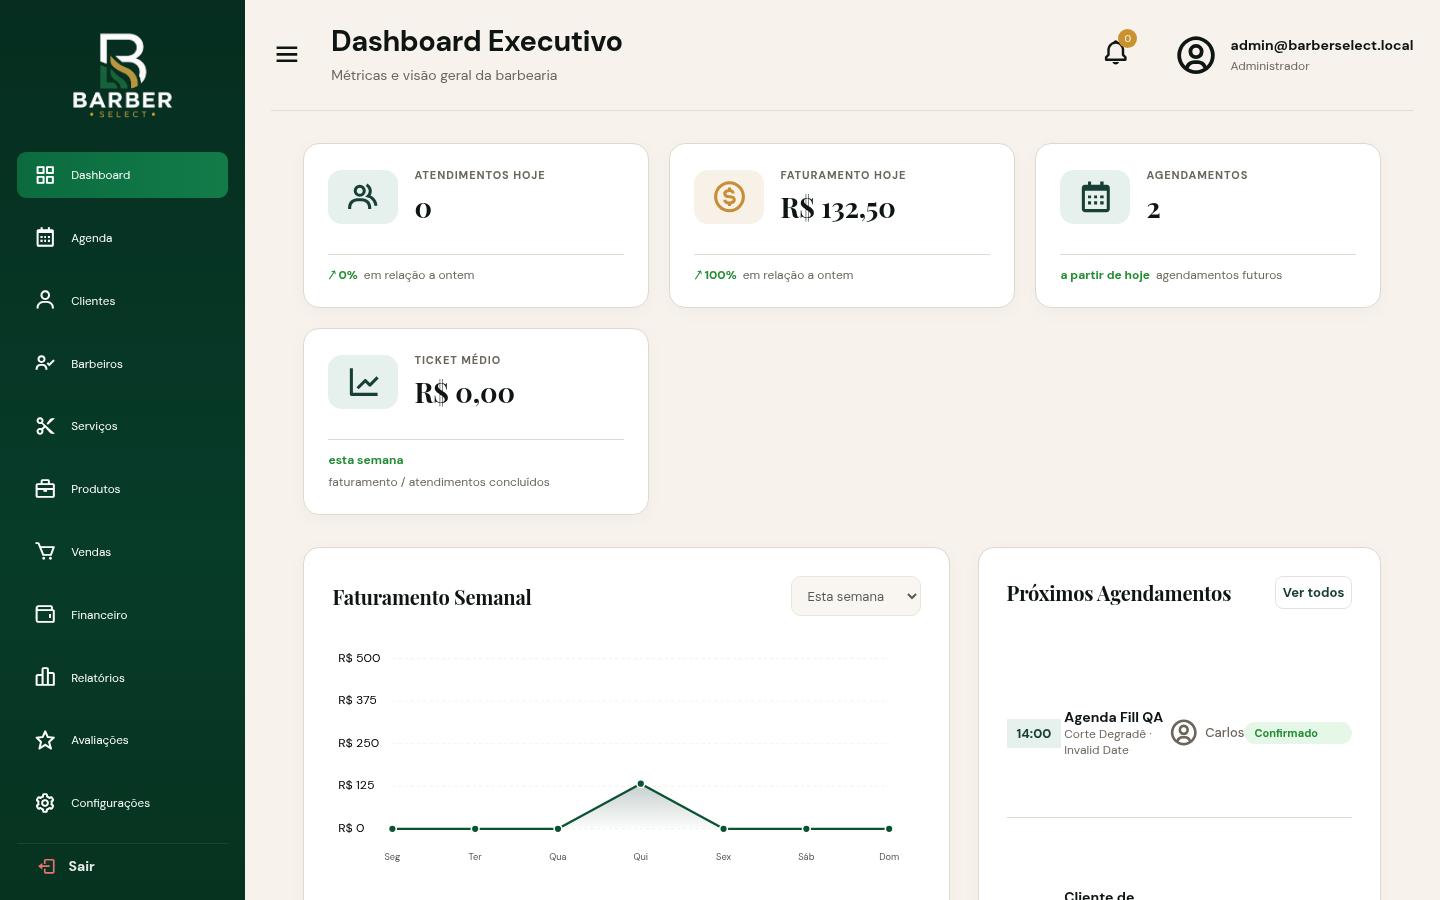 BARBER
• SELECT •
Dashboard
Agenda
Clientes
Barbeiros
Serviços
Produtos
Vendas
Financeiro
Relatórios
Avaliações
Configurações
Sair
Dashboard Executivo
Métricas e visão geral da barbearia
0
admin@barberselect.local
Administrador
ATENDIMENTOS HOJE
0
↗ 0% em relação a ontem
FATURAMENTO HOJE
R$ 132,50
↗ 100% em relação a ontem
AGENDAMENTOS
2
a partir de hoje agendamentos futuros
TICKET MÉDIO
R$ 0,00
esta semana
faturamento / atendimentos concluídos
Faturamento Semanal
Esta semana
R$ 500
R$ 375
R$ 250
R$ 125
R$ 0
Seg Ter Qua Qui Sex Sáb Dom
Próximos Agendamentos
Ver todos
14:00
Agenda Fill QA
Corte Degradê ·
Invalid Date
Carlos
Confirmado
Cliente de